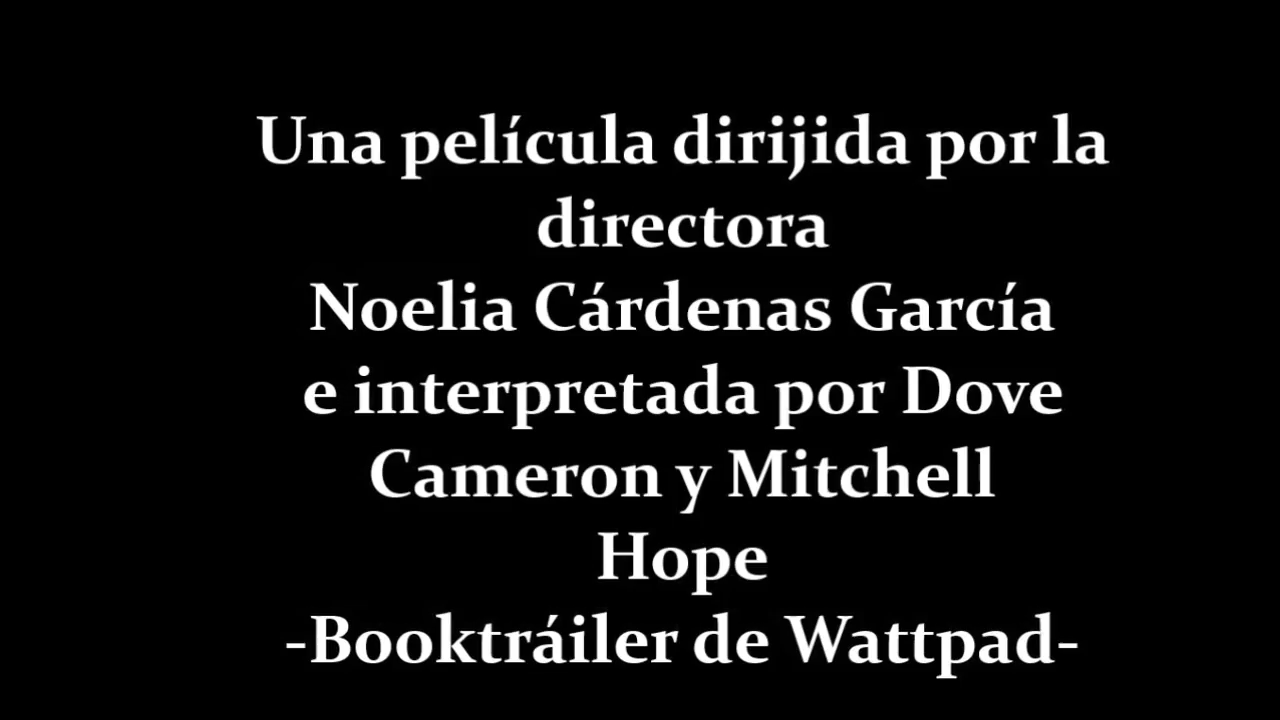 Una película dirijida por la
directora
Noelia Cárdenas García
e interpretada por Dove
Cameron y Mitchell
Hope
-Booktráiler de Wattpad-